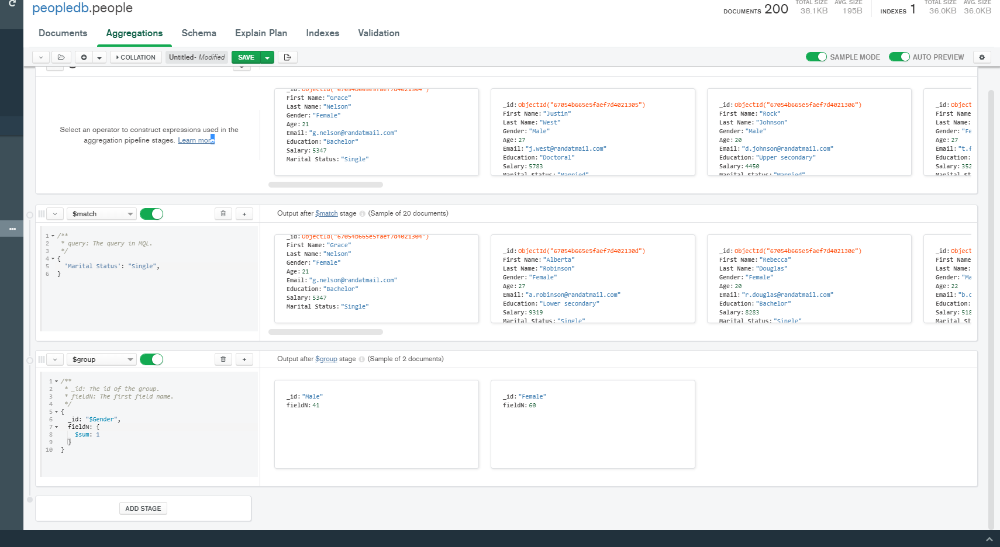 peopledb.people
DOCUMENTS 200
TOTAL SIZE 38.1KB
AVG. SIZE 195B
INDEXES 1
TOTAL SIZE 36.0KB
AVG. SIZE 36.0KB
Documents Aggregations Schema Explain Plan Indexes Validation
COLLATION Untitled- Modified SAVE SAMPLE MODE AUTO PREVIEW
Select an operator to construct expressions used in the
aggregation pipeline stages. Learn more
_id: ObjectId("67054b665e5faef7d4021304")
First Name: "Grace"
Last Name: "Nelson"
Gender: "Female"
Age: 21
Email: "g.nelson@randatmail.com"
Education: "Bachelor"
Salary: 5347
Marital Status: "Single"
_id: ObjectId("67054b665e5faef7d4021305")
First Name: "Justin"
Last Name: "West"
Gender: "Male"
Age: 27
Email: "j.west@randatmail.com"
Education: "Doctoral"
Salary: 5783
Marital Status: "Married"
_id: ObjectId("67054b665e5faef7d4021306")
First Name: "Rock"
Last Name: "Johnson"
Gender: "Male"
Age: 20
Email: "d.johnson@randatmail.com"
Education: "Upper secondary"
Salary: 4450
Marital Status: "Married"
_id: Object
First Name
Last Name:
Gender: "Fe
Age: 27
Email: "t.f
Education:
Salary: 352
Marital St
$match
Output after $match stage (Sample of 20 documents)
1 /**
2 * query: The query in MQL.
3 */
4 {
5 'Marital Status': "Single",
6 }
_id: ObjectId("67054b665e5faef7d4021304")
First Name: "Grace"
Last Name: "Nelson"
Gender: "Female"
Age: 21
Email: "g.nelson@randatmail.com"
Education: "Bachelor"
Salary: 5347
Marital Status: "Single"
_id: ObjectId("67054b665e5faef7d402130d")
First Name: "Alberta"
Last Name: "Robinson"
Gender: "Female"
Age: 27
Email: "a.robinson@randatmail.com"
Education: "Lower secondary"
Salary: 9319
Marital Status: "Single"
_id: ObjectId("67054b665e5faef7d402130e")
First Name: "Rebecca"
Last Name: "Douglas"
Gender: "Female"
Age: 20
Email: "r.douglas@randatmail.com"
Education: "Bachelor"
Salary: 8283
Marital Status: "Single"
_id: Object
First Name
Last Name:
Gender: "Ma
Age: 22
Email: "b.c
Education:
Salary: 518
Marital St
$group
Output after $group stage (Sample of 2 documents)
1 /**
2 * _id: The id of the group.
3 * fieldN: The first field name.
4 */
5 {
6 _id: "$Gender",
7 fieldN: {
8 $sum: 1
9 }
10 }
_id: "Male"
fieldN: 41
_id: "Female"
fieldN: 60
ADD STAGE